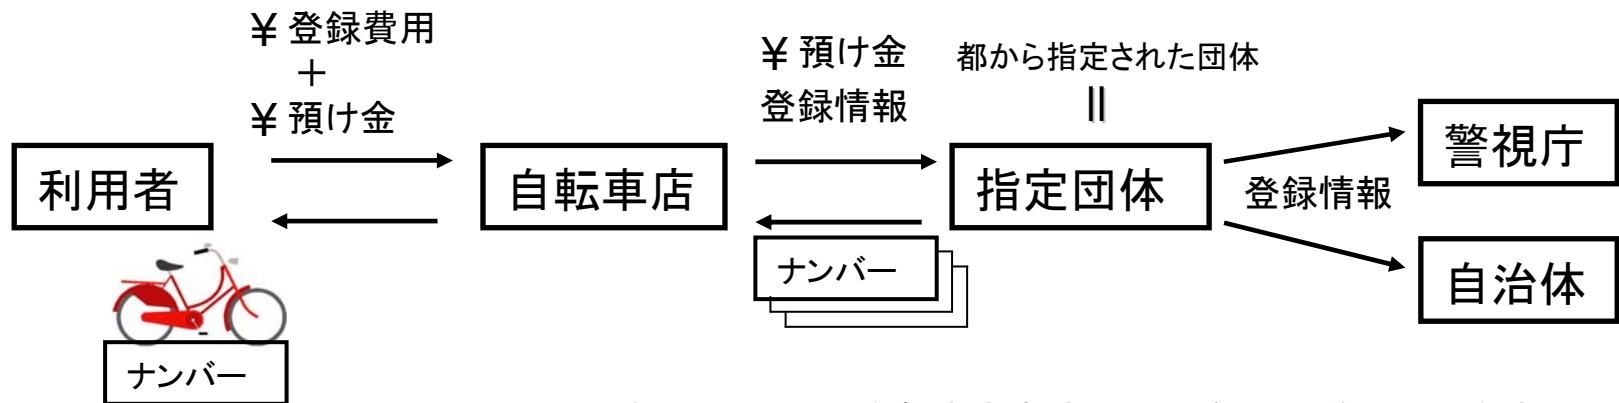 ¥ 登録費用
＋
¥ 預け金
¥ 預け金
登録情報
都から指定された団体
=
利用者
自転車店
指定団体
登録情報
警視庁
自治体
ナンバー
ナンバー